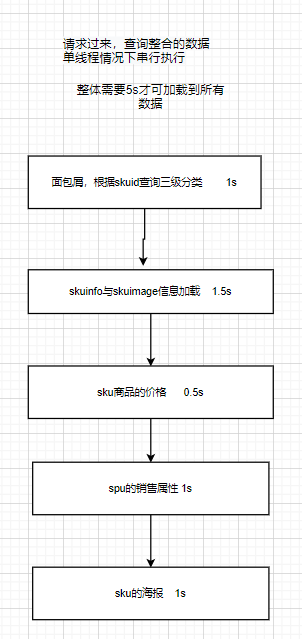 请求过来，查询整合的数据
单线程情况下串行执行
整体需要5s才可加载到所有
数据
面包屑，根据skuid查询三级分类 1s
skuinfo与skuimage信息加载 1.5s
sku商品的价格 0.5s
spu的销售属性 1s
sku的海报 1s